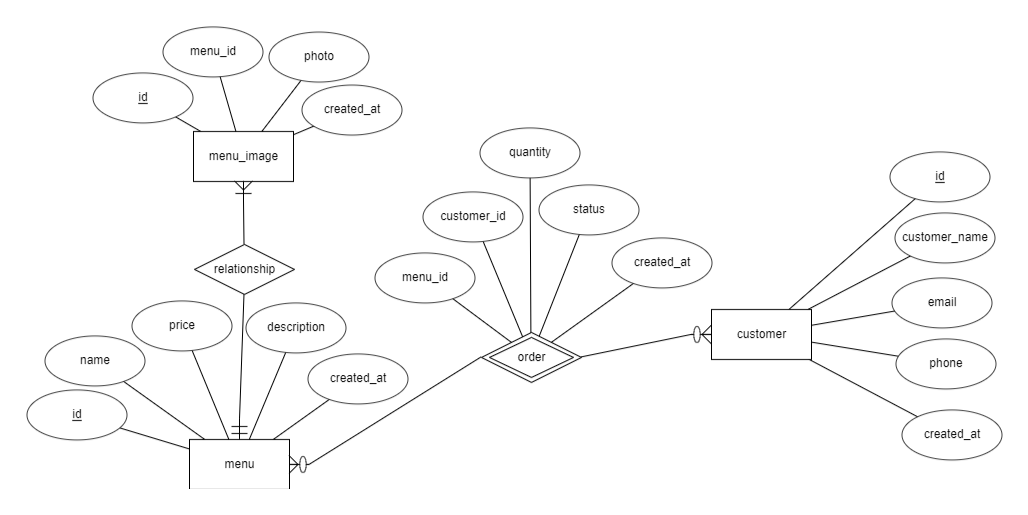 menu_id
photo
id
created_at
menu_image
quantity
id
customer_id
status
customer_name
created_at
relationship
menu_id
email
price
description
customer
order
name
phone
created_at
id
created_at
menu